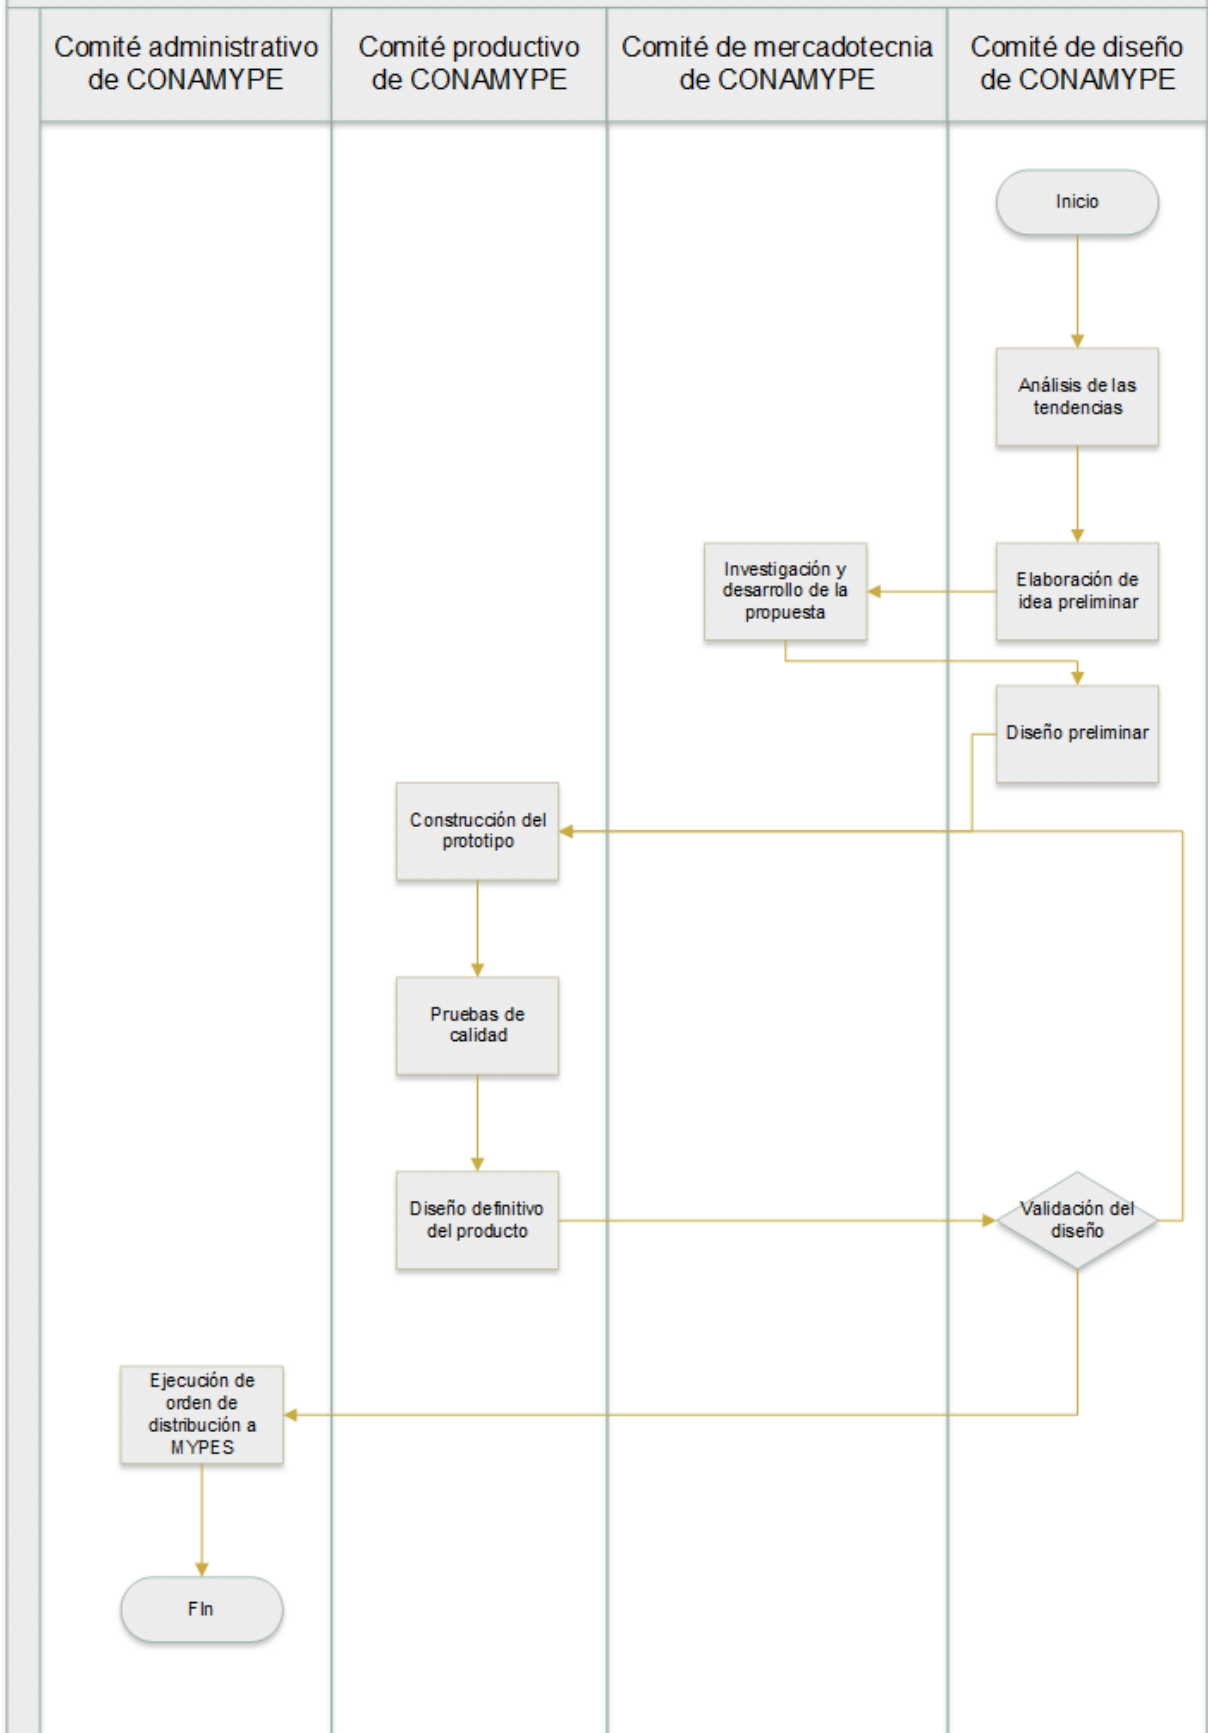 Comité administrativo
de CONAMYPE
Comité productivo
de CONAMYPE
Comité de mercadotecnia
de CONAMYPE
Comité de diseño
de CONAMYPE
Inicio
Análisis de las
tendencias
Elaboración de
idea preliminar
Investigación y
desarrollo de la
propuesta
Diseño preliminar
Construcción del
prototipo
Pruebas de
calidad
Diseño definitivo
del producto
Validación del
diseño
Ejecución de
orden de
distribución a
MYPES
FIn